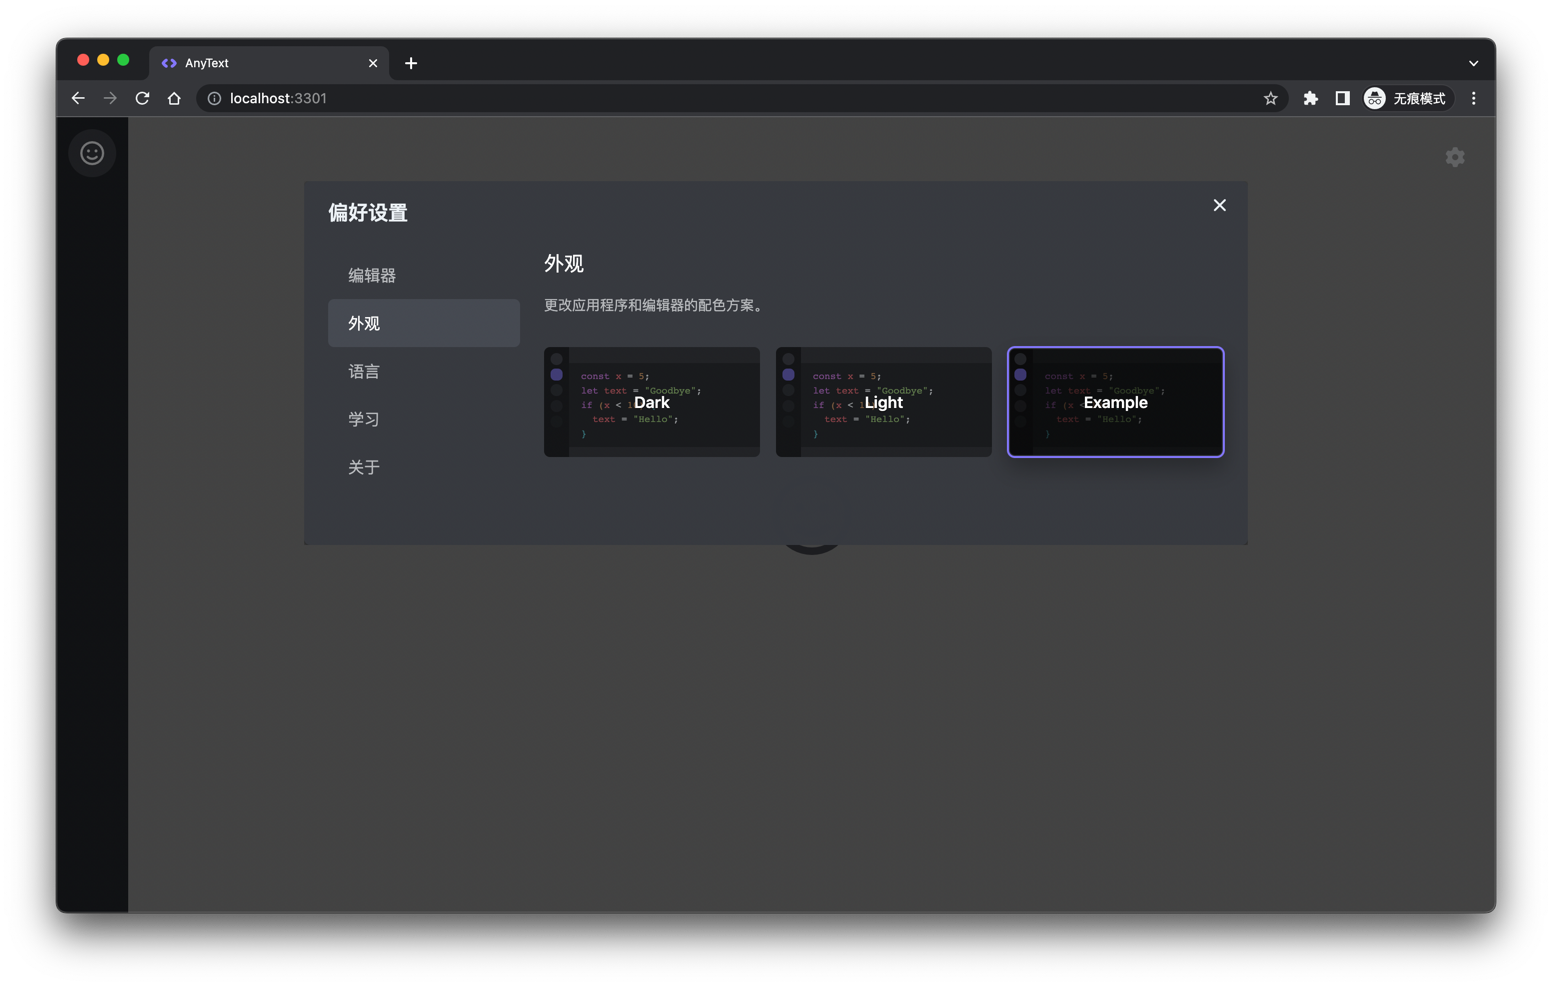 AnyText
localhost:3301
无痕模式
偏好设置
编辑器
外观
语言
学习
关于
外观
更改应用程序和编辑器的配色方案。
const x = 5;
let text = "Goodbye";
if (x < 1
Dark
text = "Hello";
}
const x = 5;
let text = "Goodbye";
if (x < 1
Light
text = "Hello";
}
const x = 5;
let text = "Goodbye";
if (x <
Example
text = "Hello";
}